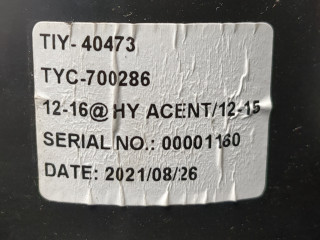 TIY- 40473
TYC-700286
12-16@ HY ACENT/12-15
SERIAL NO.: 00001160
DATE: 2021/08/26